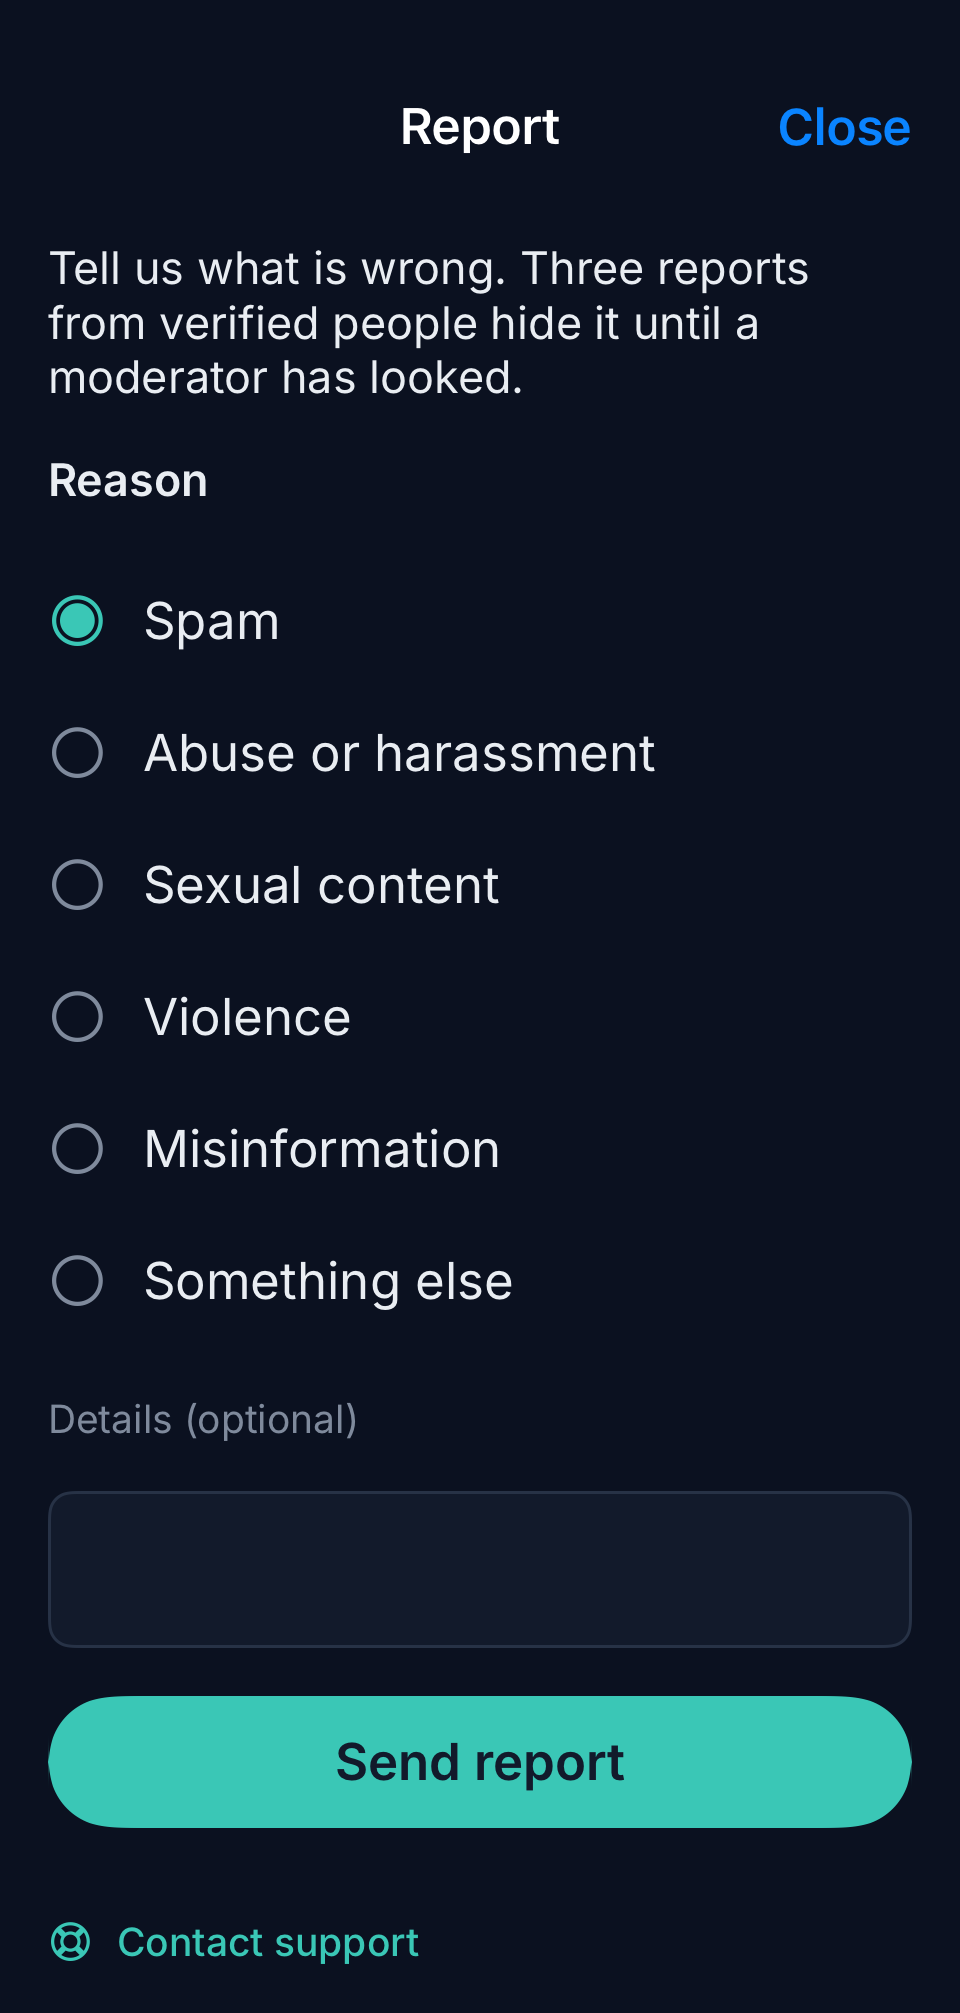 Report
Close
Tell us what is wrong. Three reports
from verified people hide it until a
moderator has looked.
Reason
Spam
Abuse or harassment
Sexual content
Violence
Misinformation
Something else
Details (optional)
Send report
Contact support